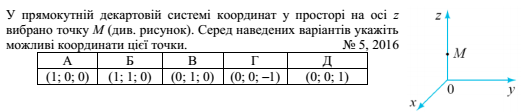 У прямокутній декартовій системі координат у просторі на осі z
вибрано точку M (див. рисунок). Серед наведених варіантів укажіть
можливі координати цієї точки. № 5, 2016
А Б В Г Д
(1; 0; 0) (1; 1; 0) (0; 1; 0) (0; 0; –1) (0; 0; 1)
z
M
0
y
x